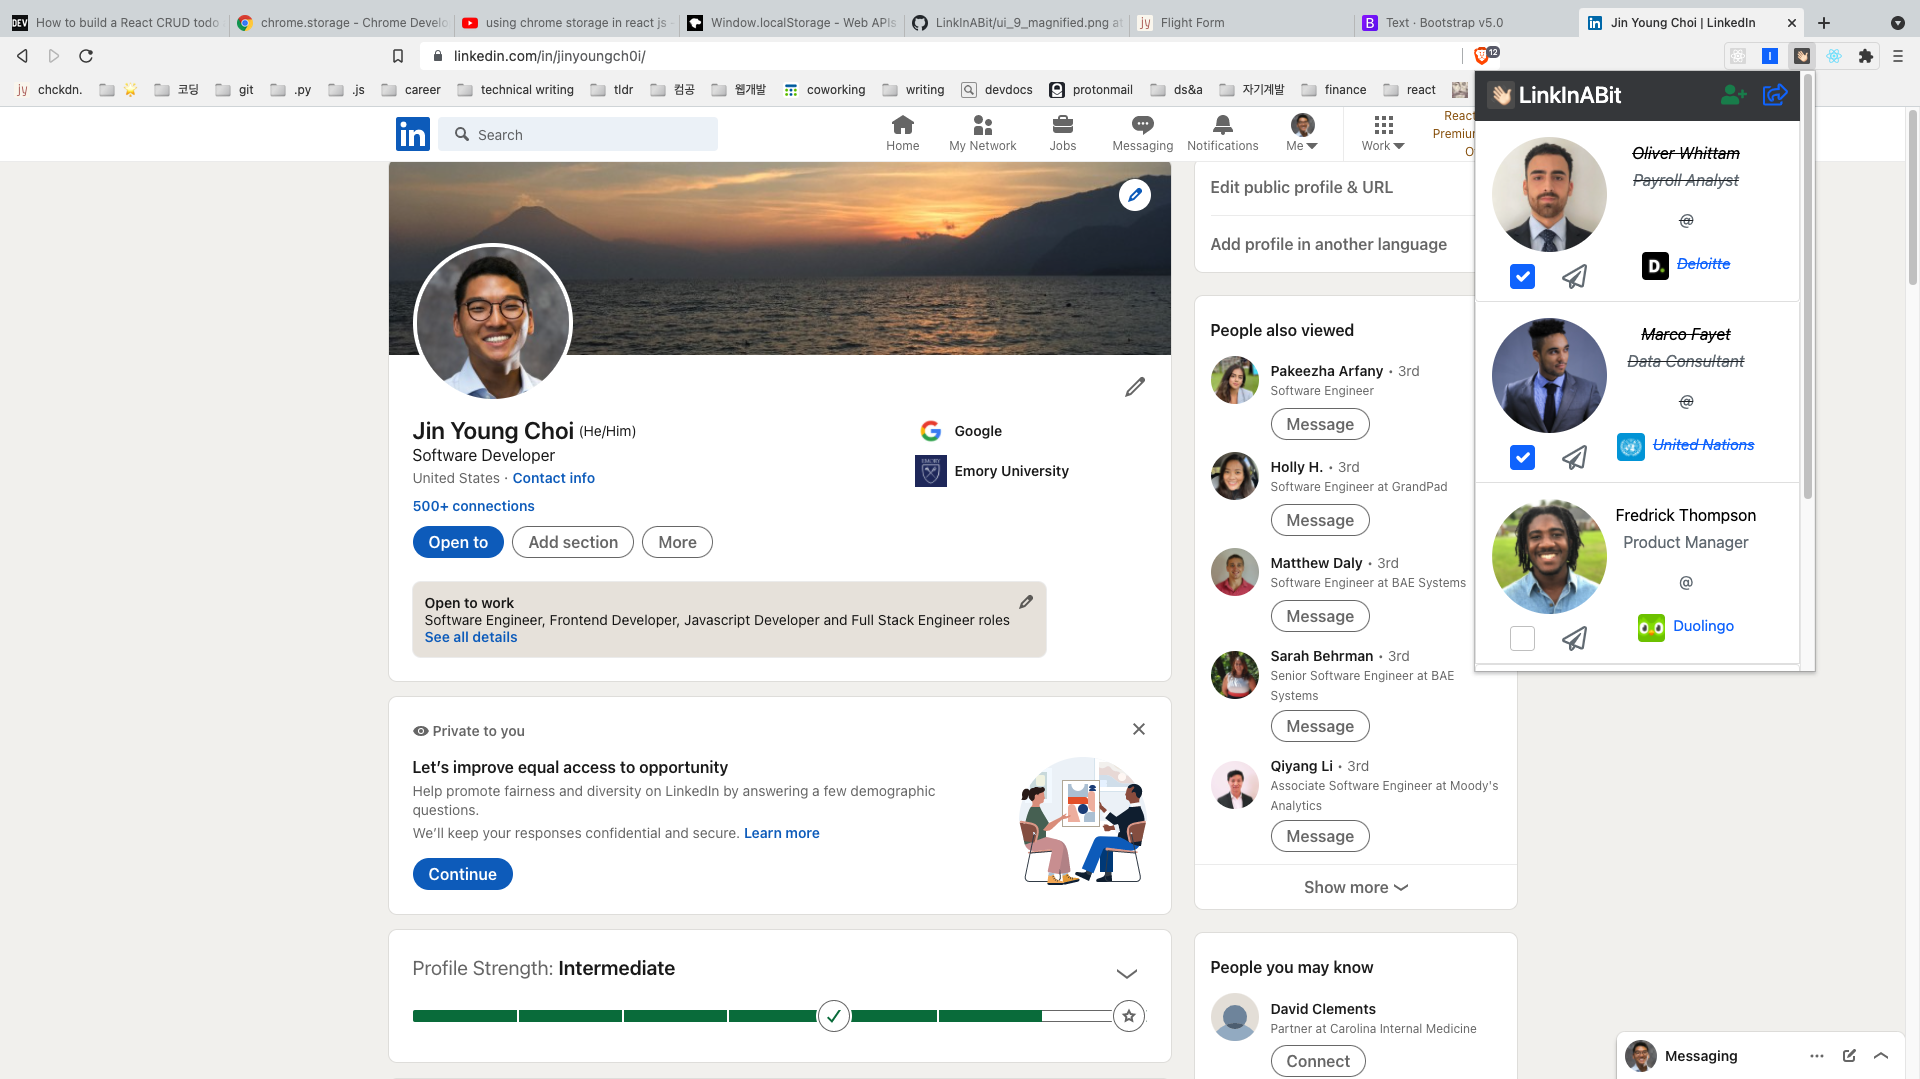 DEV How to build a React CRUD todo
chrome.storage - Chrome Develo
using chrome storage in react js
Window.localStorage - Web APIs
LinkInABit/ui_9_magnified.png at
jy Flight Form
B Text · Bootstrap v5.0
in Jin Young Choi | LinkedIn
linkedin.com/in/jinyoungch0i/
12
jy chckdn.
코딩
git
.py
.js
career
technical writing
tldr
컴공
웹개발
coworking
writing
devdocs
protonmail
ds&a
자기계발
finance
react
in
Search
Home
My Network
Jobs
Messaging
Notifications
Me
Work
React
Premiu
O
Jin Young Choi (He/Him)
Software Developer
United States · Contact info
500+ connections
Google
Emory University
Open to
Add section
More
Open to work
Software Engineer, Frontend Developer, Javascript Developer and Full Stack Engineer roles
See all details
Private to you
Let's improve equal access to opportunity
Help promote fairness and diversity on LinkedIn by answering a few demographic
questions.
We'll keep your responses confidential and secure. Learn more
Continue
Profile Strength: Intermediate
Edit public profile & URL
Add profile in another language
People also viewed
Pakeezha Arfany • 3rd
Software Engineer
Message
Holly H. • 3rd
Software Engineer at GrandPad
Message
Matthew Daly • 3rd
Software Engineer at BAE Systems
Message
Sarah Behrman • 3rd
Senior Software Engineer at BAE
Systems
Message
Qiyang Li • 3rd
Associate Software Engineer at Moody's
Analytics
Message
Show more
People you may know
David Clements
Partner at Carolina Internal Medicine
Connect
LinkInABit
Oliver Whittam
Payroll Analyst
@
D. Deloitte
Marco Fayet
Data Consultant
@
United Nations
Fredrick Thompson
Product Manager
@
Duolingo
Messaging